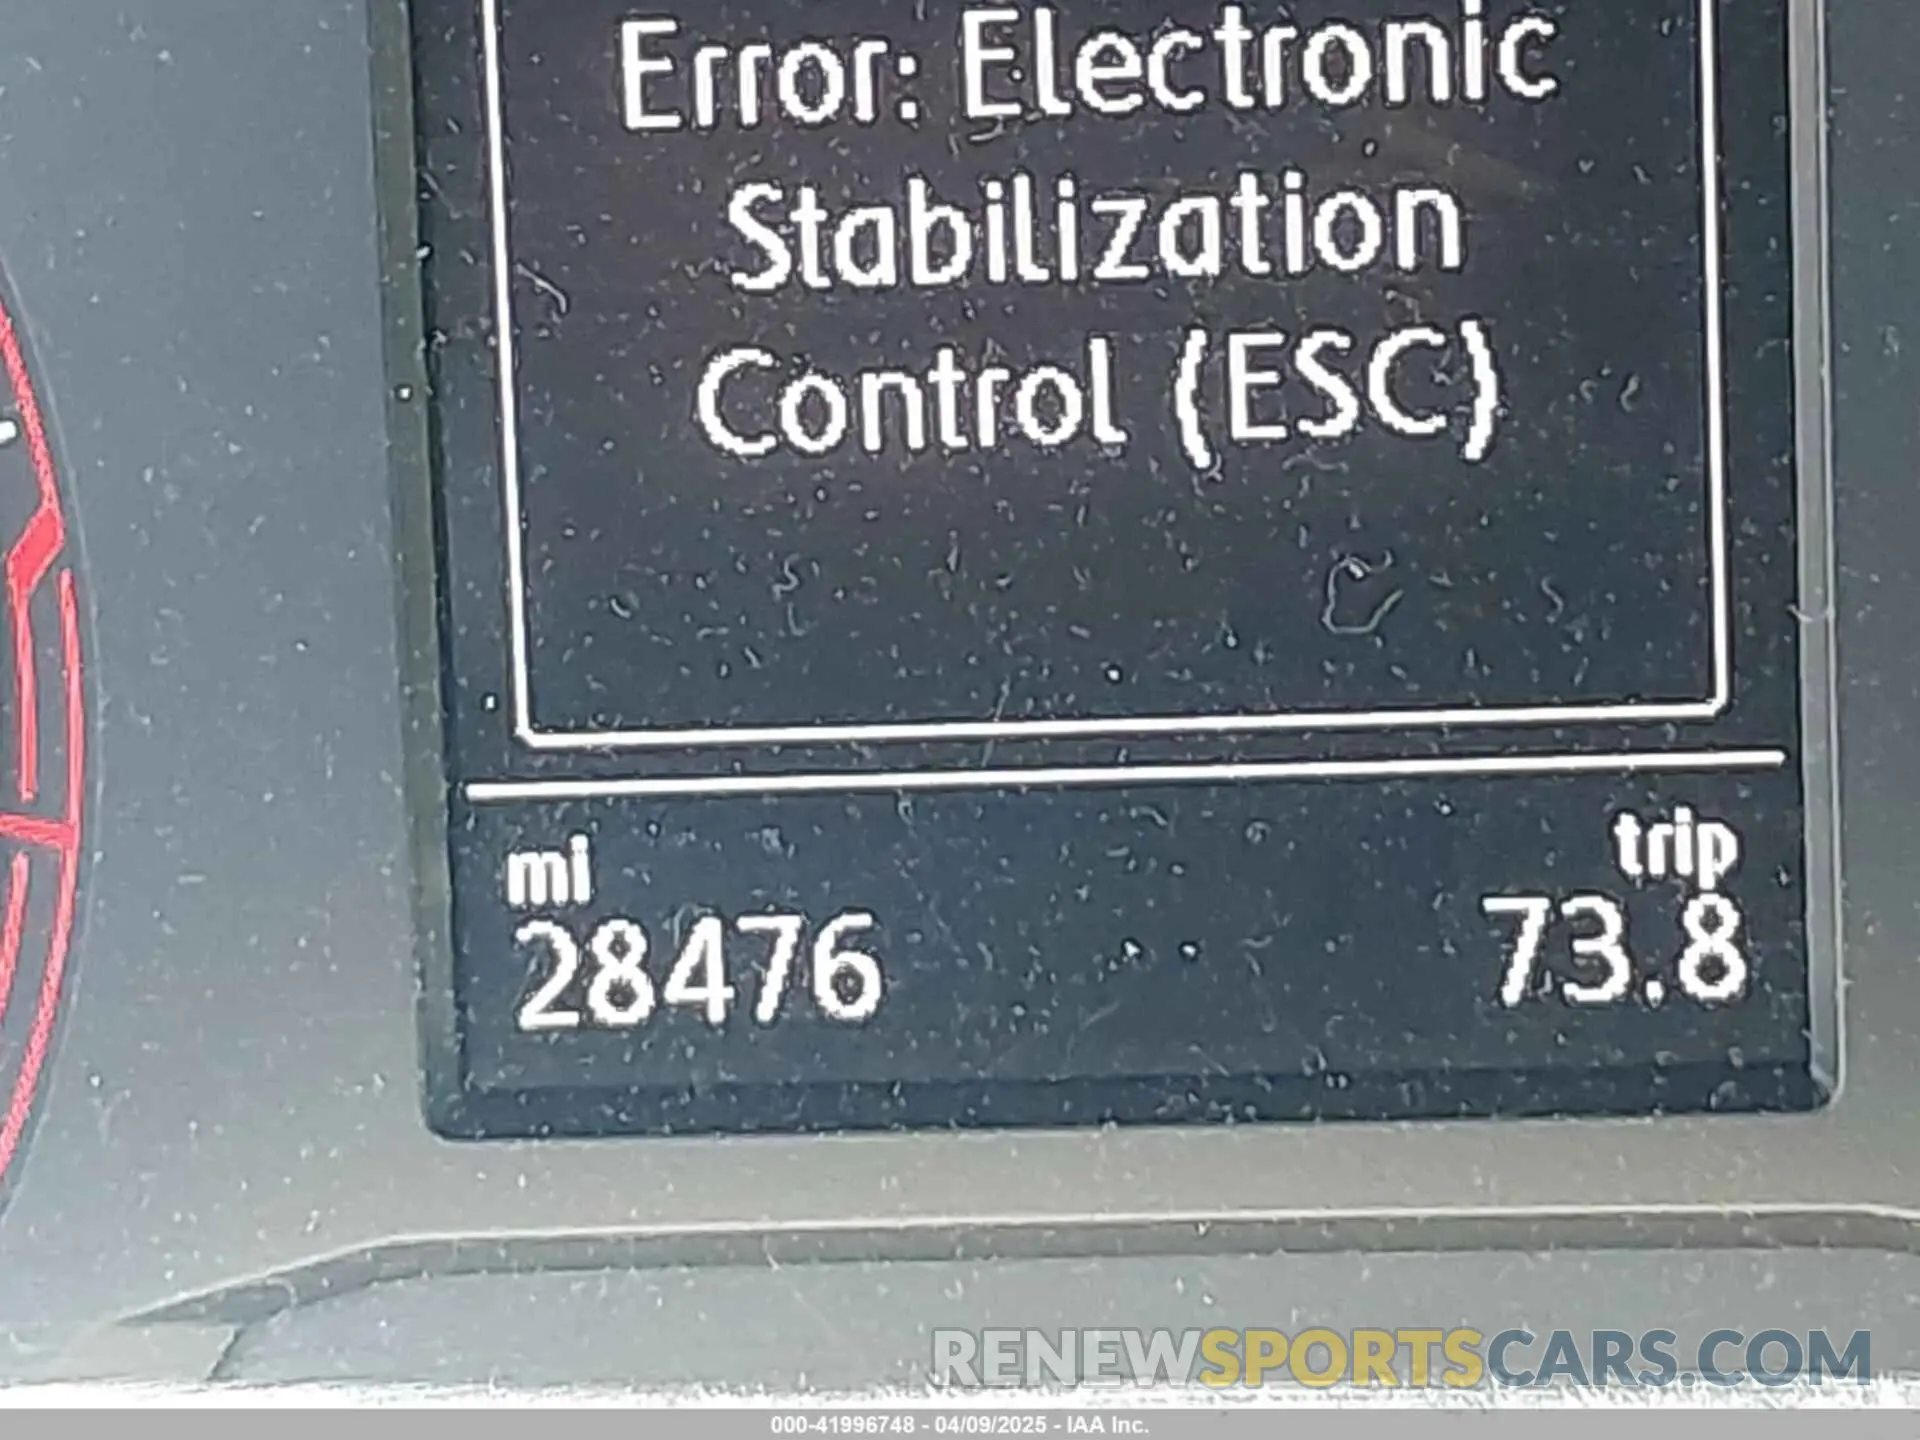 Error: Electronic
Stabilization
Control (ESC)
mi
trip
28476
73.8
RENEWSPORTSCARS.COM
000-41996748 - 04/09/2025 - IAA Inc.